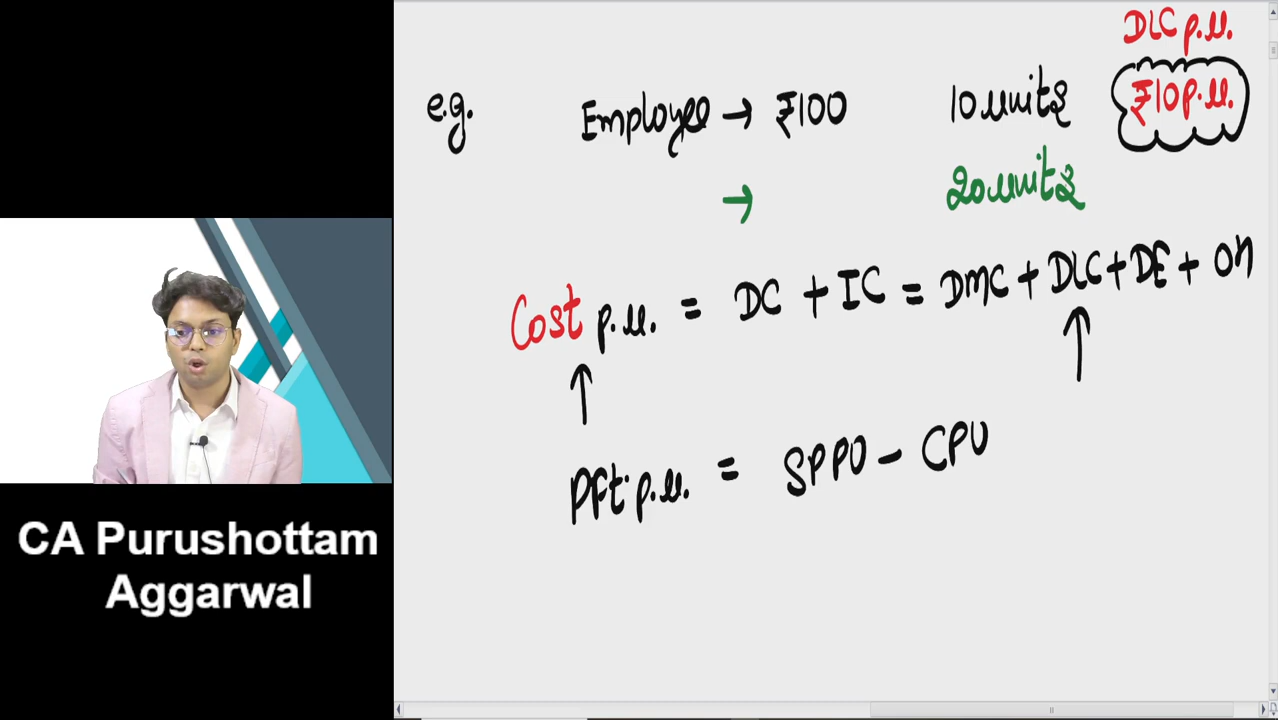 DLC p.u.
e.g. Employee → ₹100 10 units ₹10 p.u.
→ 20 units
Cost p.u. = DC + IC = DMC + DLC + DE + OH
↑ ↑
Pft. p.u. = SPPU - CPU
CA Purushottam
Aggarwal